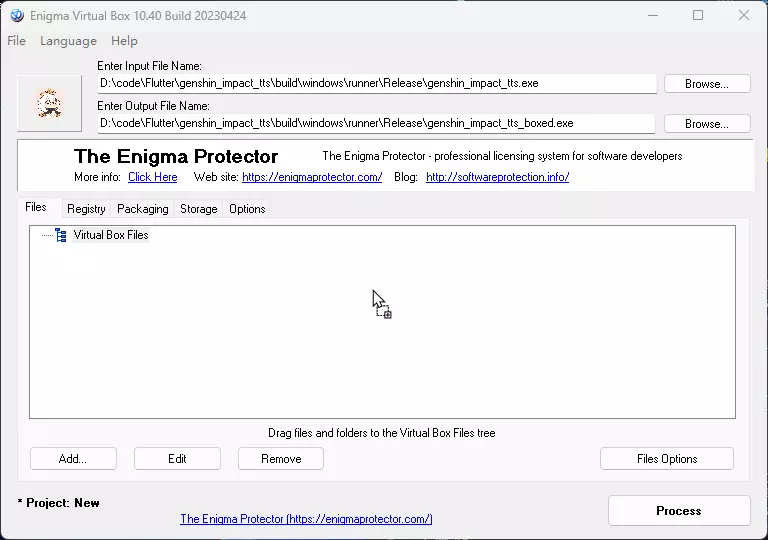 Enigma Virtual Box 10.40 Build 20230424
File Language Help
Enter Input File Name:
D:\code\Flutter\genshin_impact_tts\build\windows\runner\Release\genshin_impact_tts.exe
Browse...
Enter Output File Name:
D:\code\Flutter\genshin_impact_tts\build\windows\runner\Release\genshin_impact_tts_boxed.exe
Browse...
The Enigma Protector
The Enigma Protector - professional licensing system for software developers
More info: Click Here Web site: https://enigmaprotector.com/ Blog: http://softwareprotection.info/
Files Registry Packaging Storage Options
Virtual Box Files
Drag files and folders to the Virtual Box Files tree
Add... Edit Remove Files Options
* Project: New
Process
The Enigma Protector (https://enigmaprotector.com/)